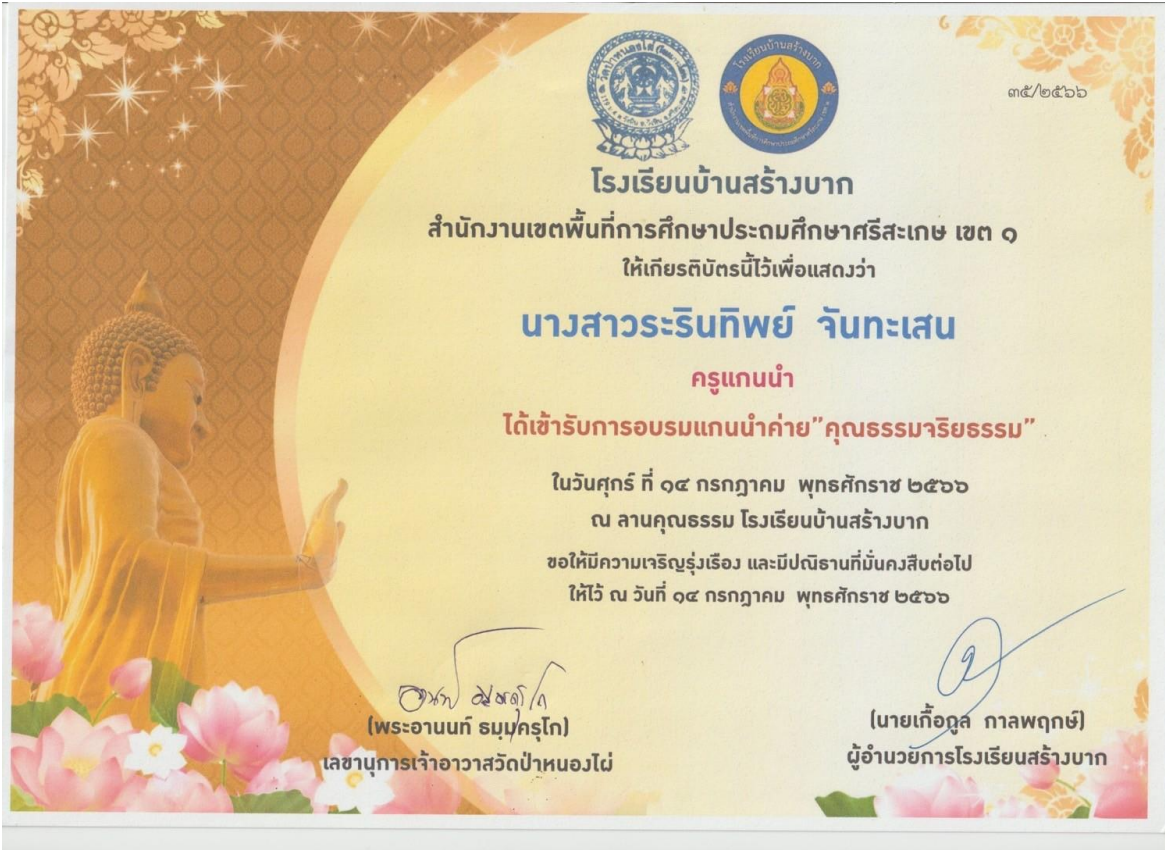 ๓๕/๒๕๖๖
โรงเรียนบ้านสร้างบาก
โรงเรียนบ้านสร้างบาก
สำนักงานเขตพื้นที่การศึกษาประถมศึกษาศรีสะเกษ เขต ๑
ให้เกียรติบัตรนี้ไว้เพื่อแสดงว่า
นางสาวระรินทิพย์ จันทะเสน
ครูแกนนำ
ได้เข้ารับการอบรมแกนนำค่าย”คุณธรรมจริยธรรม”
ในวันศุกร์ ที่ ๑๔ กรกฎาคม พุทธศักราช ๒๕๖๖
ณ ลานคุณธรรม โรงเรียนบ้านสร้างบาก
ขอให้มีความเจริญรุ่งเรือง และมีปณิธานที่มั่นคงสืบต่อไป
ให้ไว้ ณ วันที่ ๑๔ กรกฎาคม พุทธศักราช ๒๕๖๖
(พระอานนท์ ธมฺมครุโก)
เลขานุการเจ้าอาวาสวัดป่าหนองไผ่
(นายเกื้อกูล กาลพฤกษ์)
ผู้อำนวยการโรงเรียนสร้างบาก